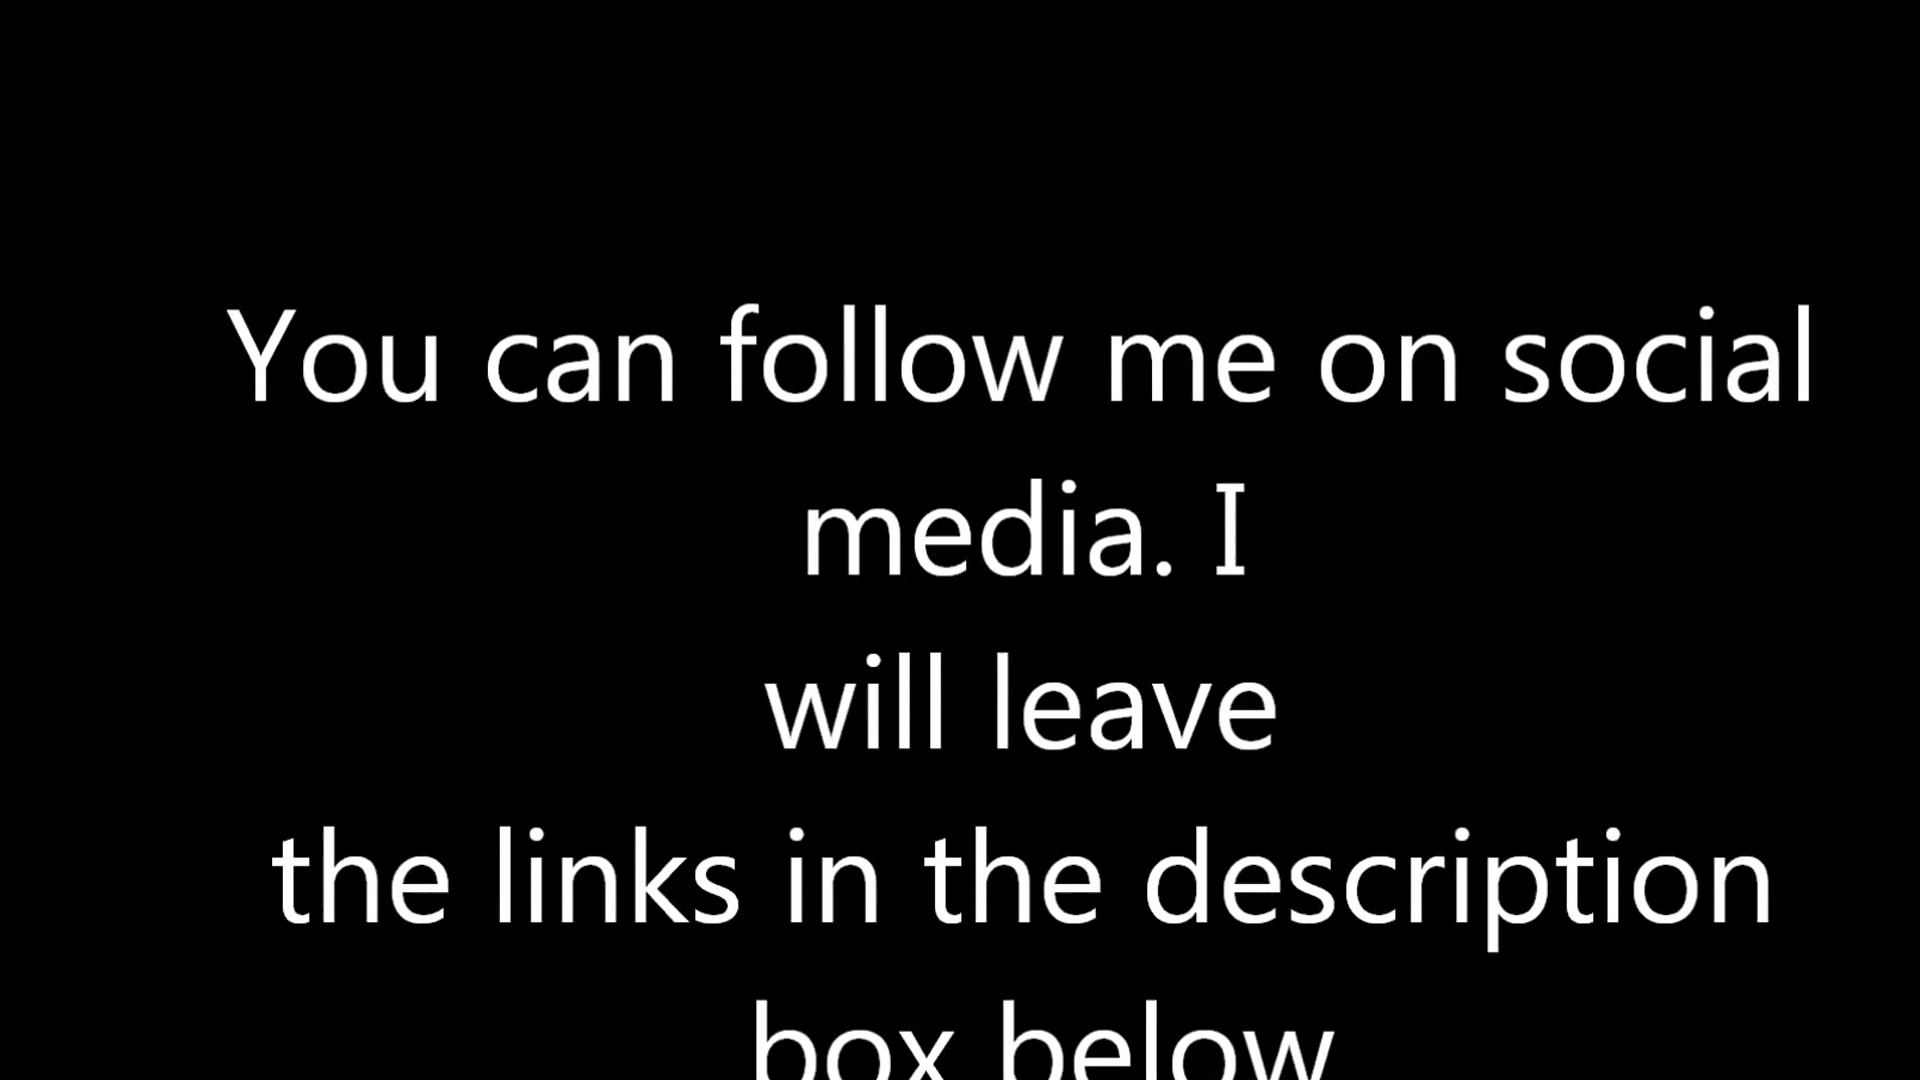 You can follow me on social
media. I
will leave
the links in the description
box below